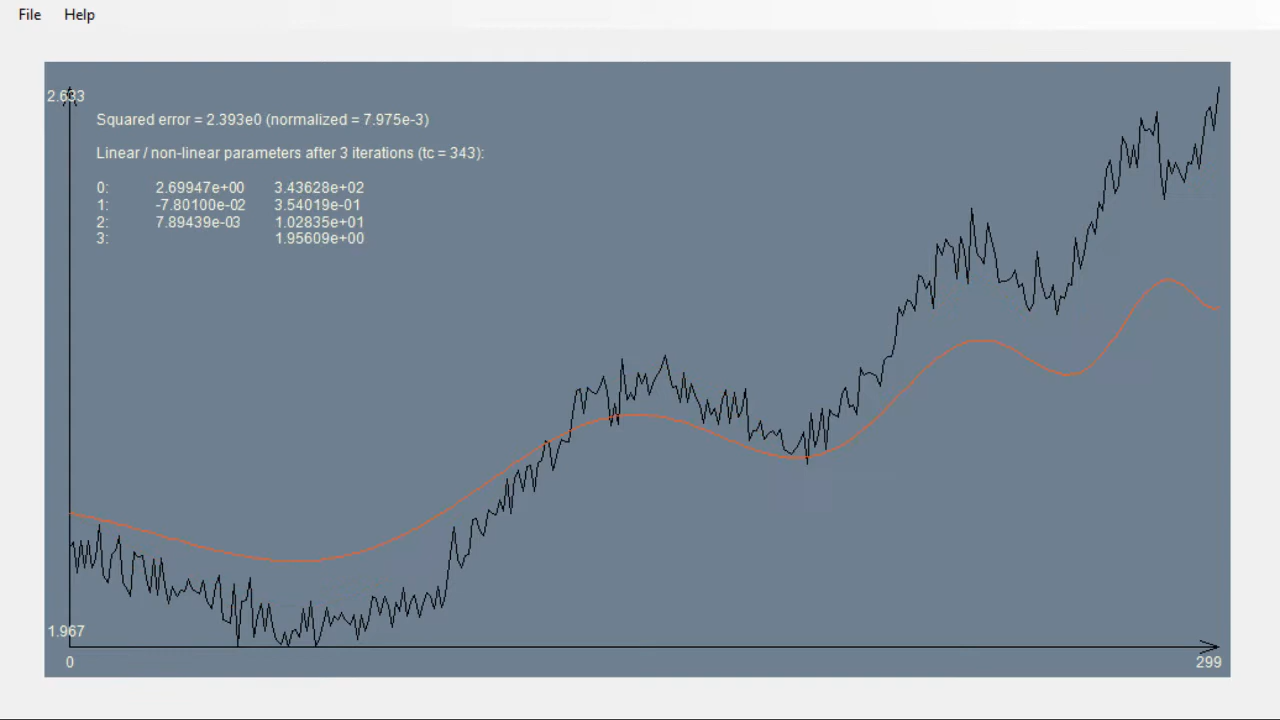 File Help
2.633
Squared error = 2.393e0 (normalized = 7.975e-3)
Linear / non-linear parameters after 3 iterations (tc = 343):
0: 2.69947e+00 3.43628e+02
1: -7.80100e-02 3.54019e-01
2: 7.89439e-03 1.02835e+01
3: 1.95609e+00
1.967
0 299